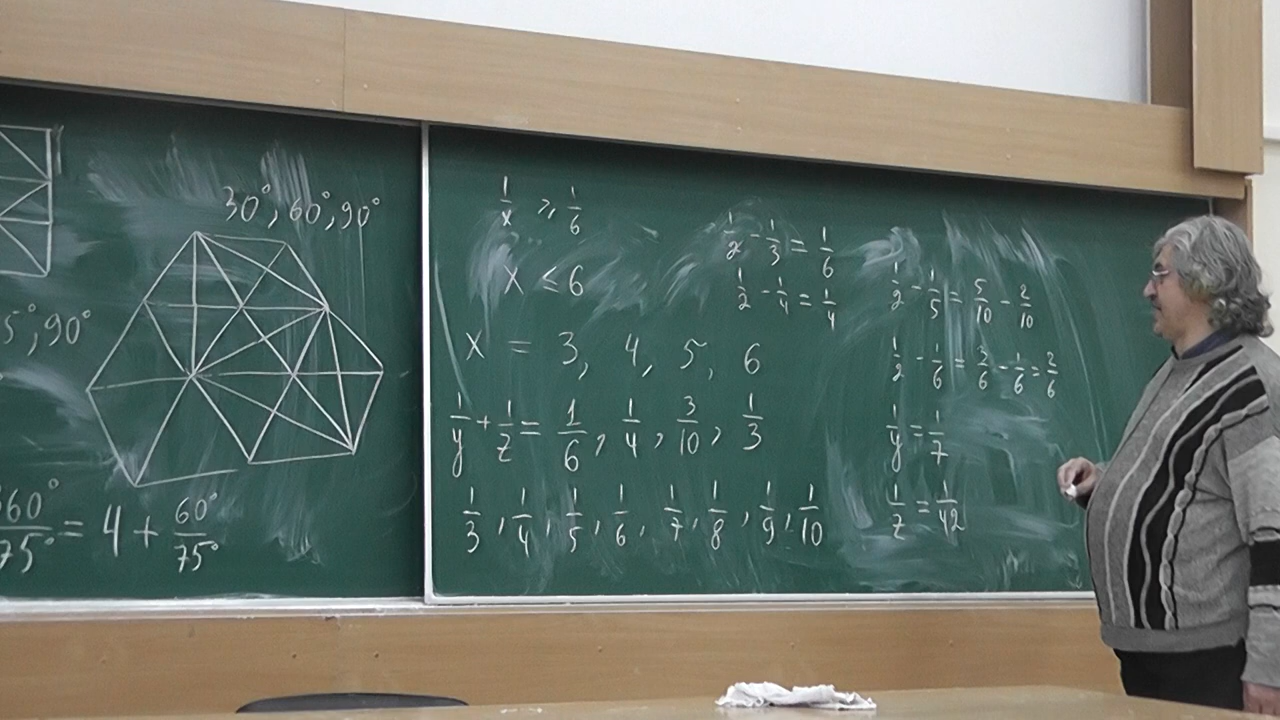 30°; 60°; 90°
5°; 90°
360°/75° = 4 + 60°/75°
1/x ⩾ 1/6
x ≤ 6
x = 3, 4, 5, 6
1/y + 1/z = 1/6, 1/4, 3/10, 1/3
1/3, 1/4, 1/5, 1/6, 1/7, 1/8, 1/9, 1/10
1/2 - 1/3 = 1/6
1/2 - 1/4 = 1/4
1/2 - 1/5 = 5/10 - 2/10
1/2 - 1/6 = 3/6 - 1/6 = 2/6
1/y = 1/7
1/z = 1/42